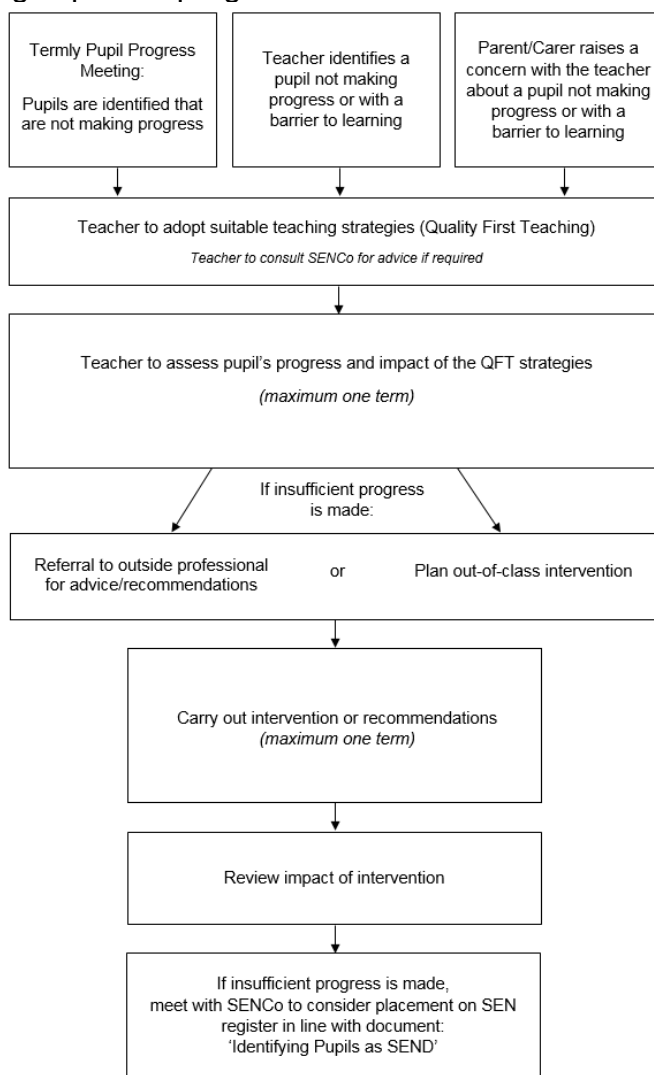 Termly Pupil Progress
Meeting:
Pupils are identified that
are not making progress
Teacher identifies a
pupil not making
progress or with a
barrier to learning
Parent/Carer raises a
concern with the teacher
about a pupil not making
progress or with a
barrier to learning
Teacher to adopt suitable teaching strategies (Quality First Teaching)
Teacher to consult SENCo for advice if required
Teacher to assess pupil's progress and impact of the QFT strategies
(maximum one term)
If insufficient progress
is made:
Referral to outside professional
for advice/recommendations
or
Plan out-of-class intervention
Carry out intervention or recommendations
(maximum one term)
Review impact of intervention
If insufficient progress is made,
meet with SENCo to consider placement on SEN
register in line with document:
'Identifying Pupils as SEND'